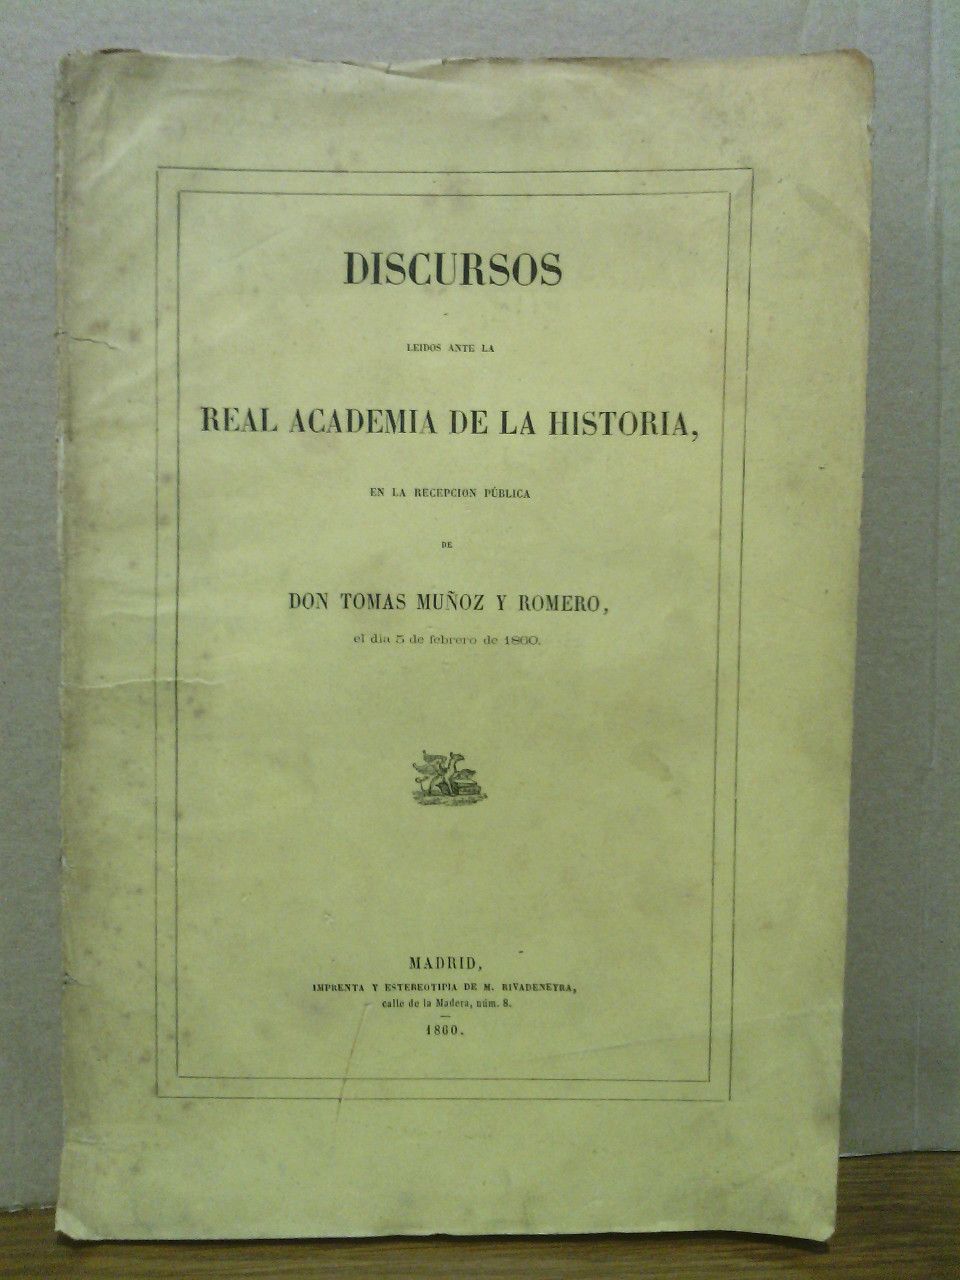 DISCURSOS
LEIDOS ANTE LA
REAL ACADEMIA DE LA HISTORIA,
EN LA RECEPCION PÚBLICA
DE
DON TOMAS MUÑOZ Y ROMERO,
el dia 5 de febrero de 1860.
MADRID,
IMPRENTA Y ESTEREOTIPIA DE M. RIVADENEYRA,
calle de la Madera, núm. 8.
1860.